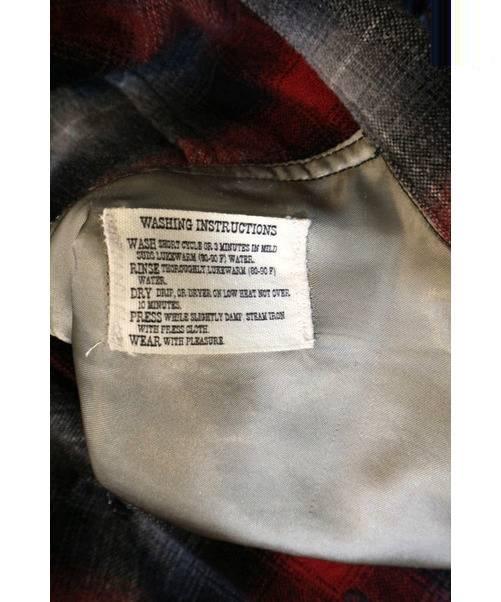 WASHING INSTRUCTIONS
WASH SHORT CYCLE OR 3 MINUTES IN MILD
SUDS LUKEWARM (80-90 F) WATER.
RINSE THOROUGHLY LUKEWARM (80-90 F)
WATER.
DRY DRIP, OR DRYER ON LOW HEAT NOT OVER
10 MINUTES.
PRESS WHILE SLIGHTLY DAMP, STEAM IRON
WITH PRESS CLOTH.
WEAR WITH PLEASURE.